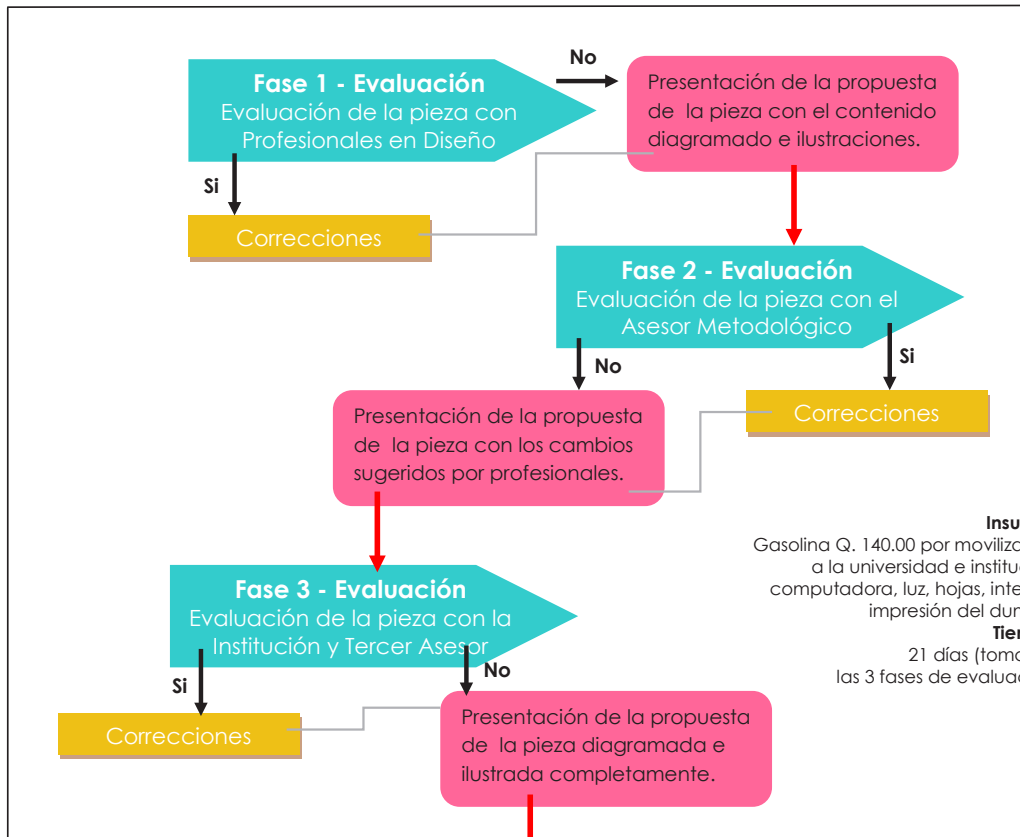 No
Fase 1 - Evaluación
Evaluación de la pieza con
Profesionales en Diseño
Presentación de la propuesta
de la pieza con el contenido
diagramado e ilustraciones.
Si
Correcciones
Fase 2 - Evaluación
Evaluación de la pieza con el
Asesor Metodológico
No
Si
Presentación de la propuesta
de la pieza con los cambios
sugeridos por profesionales.
Correcciones
Gasolina Q. 140.00 por
a la universidad e
computadora, luz, hojas,
impresión del
21 días
las 3 fases de
Fase 3 - Evaluación
Evaluación de la pieza con la
Institución y Tercer Asesor
Si
No
Correcciones
Presentación de la propuesta
de la pieza diagramada e
ilustrada completamente.